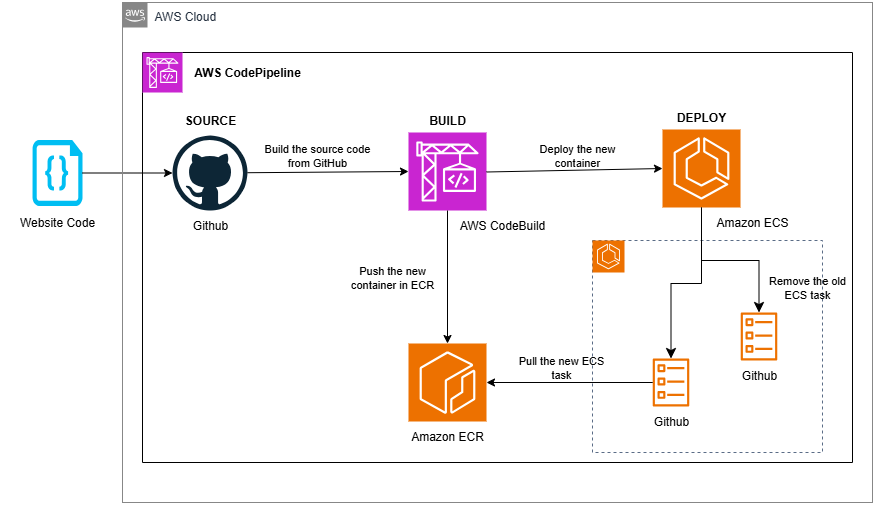 aws
AWS Cloud
AWS CodePipeline
SOURCE
BUILD
DEPLOY
Build the source code
from GitHub
Deploy the new
container
{}
</>
</>
Website Code
Github
AWS CodeBuild
Amazon ECS
Push the new
container in ECR
Remove the old
ECS task
Pull the new ECS
task
Github
Github
Amazon ECR